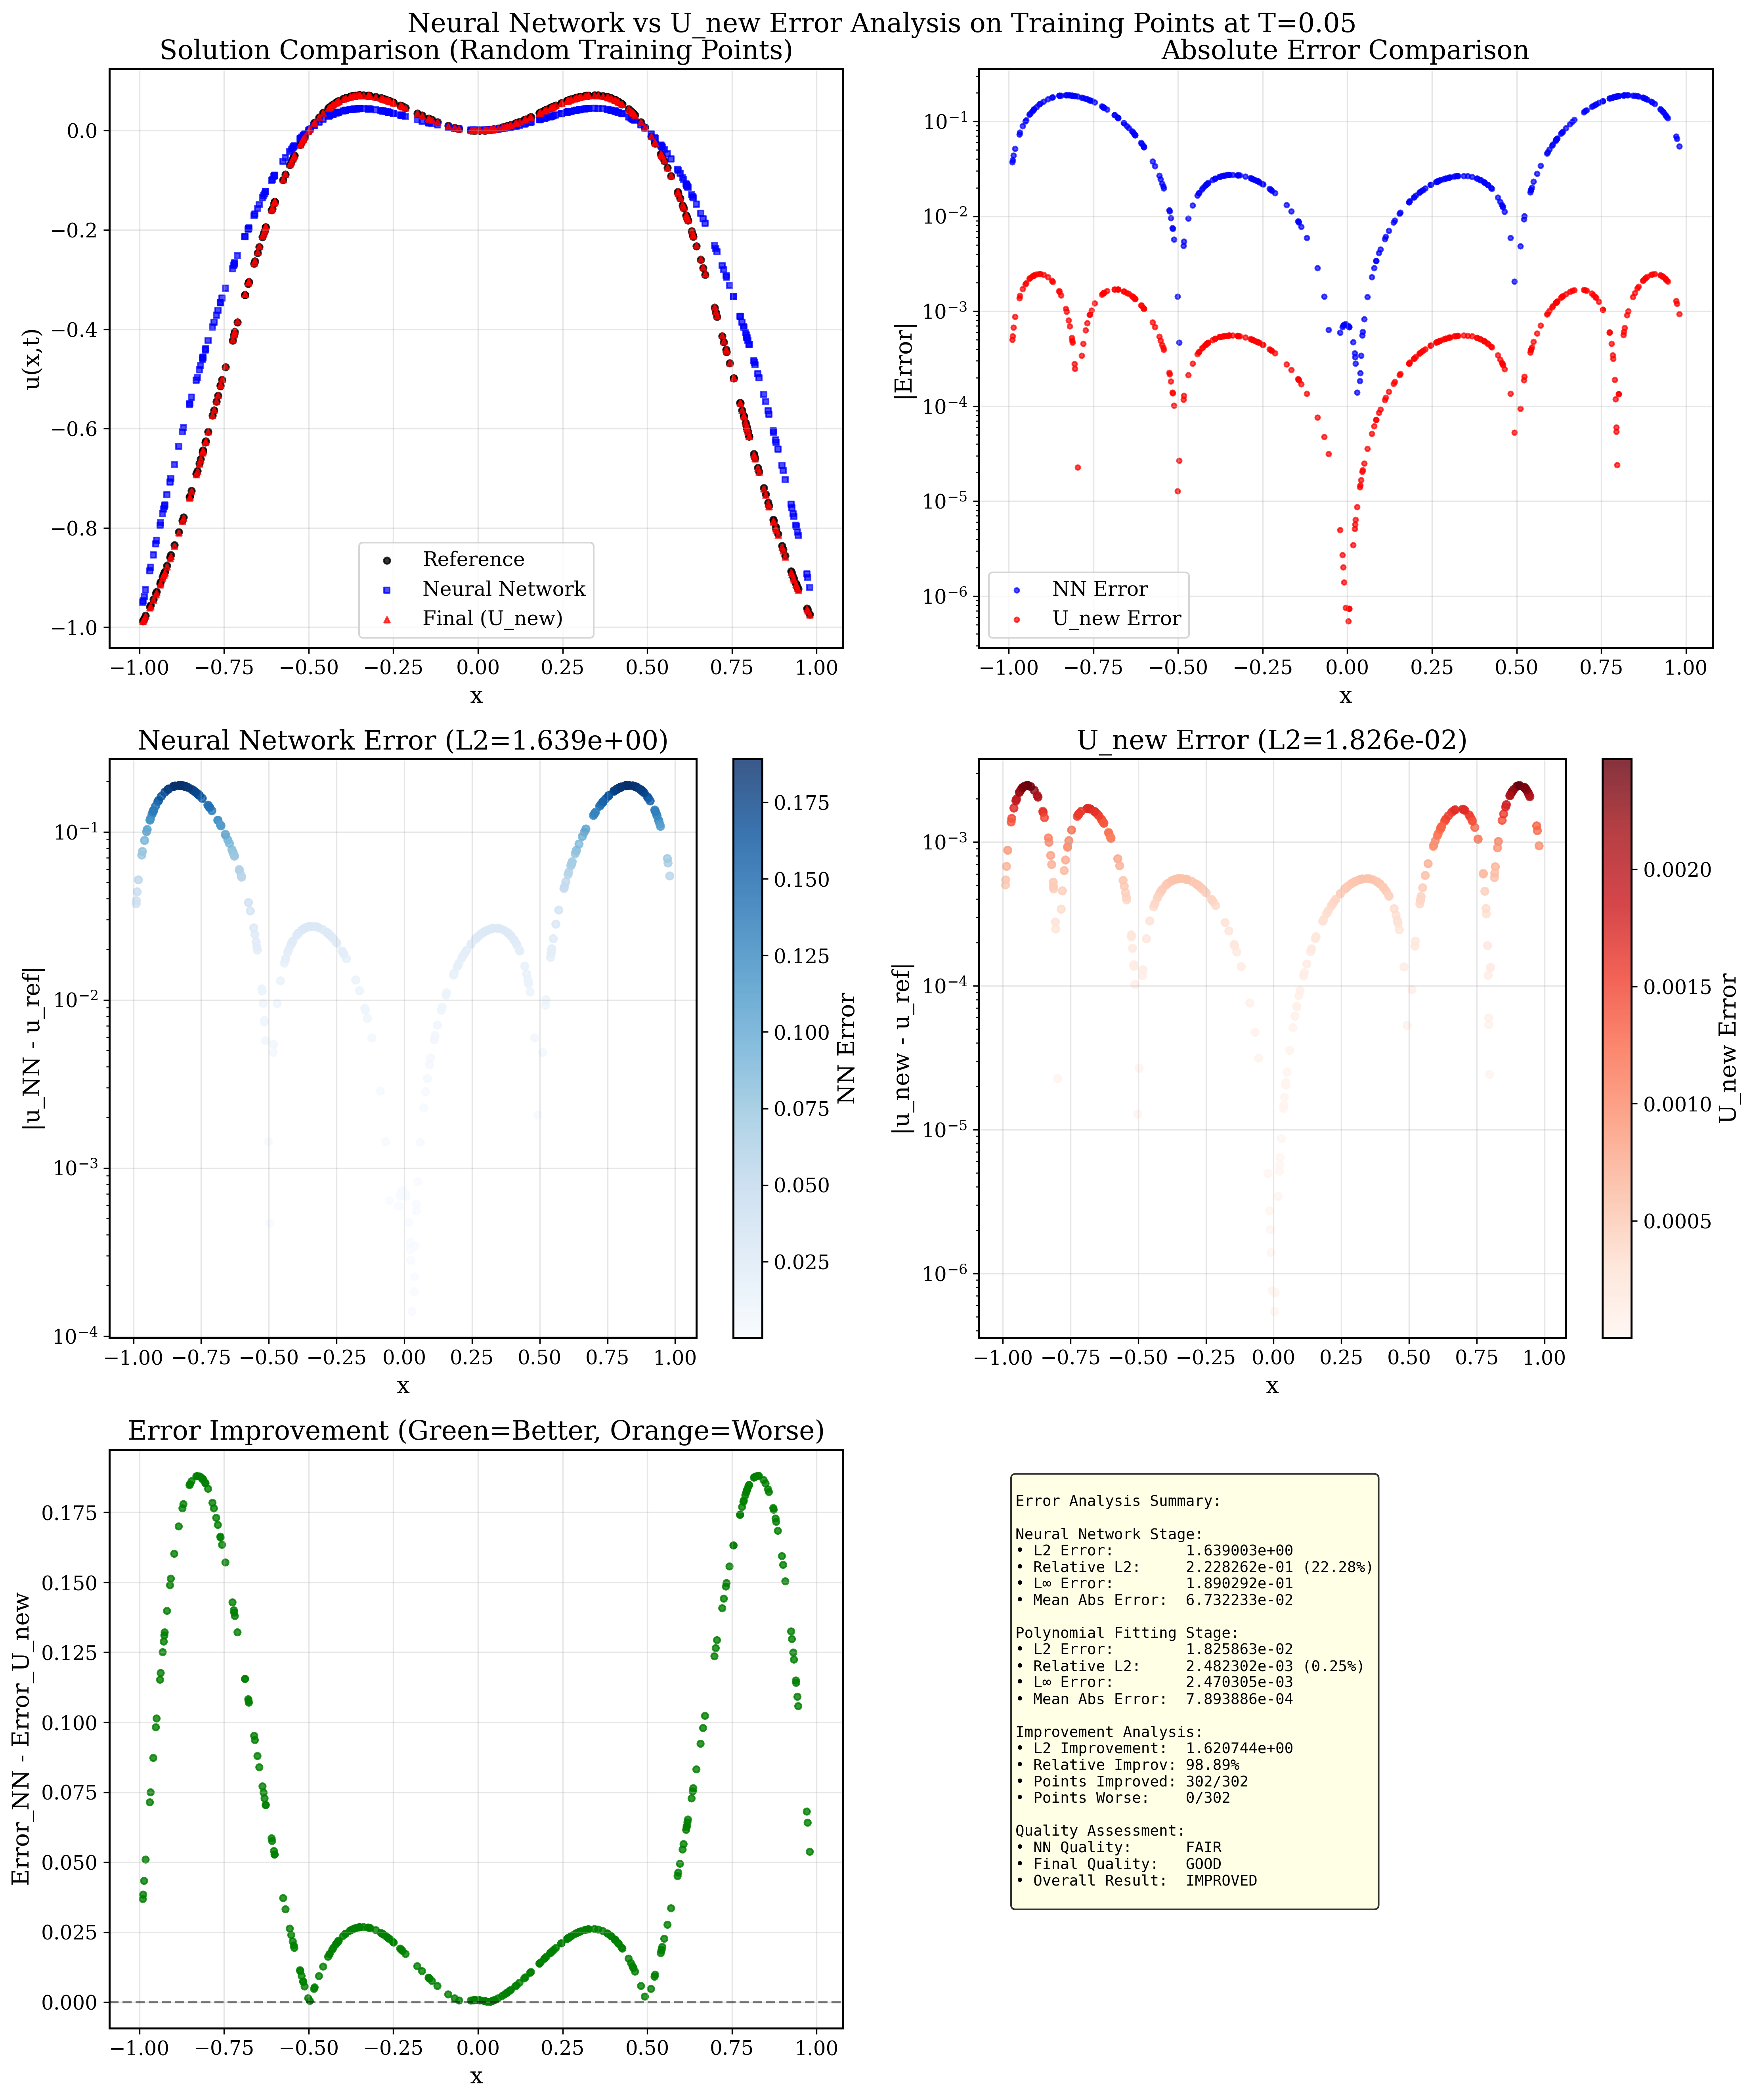 Neural Network vs U_new Error Analysis on Training Points at T=0.05
Solution Comparison (Random Training Points)
0.0
−0.2
−0.4
−0.6
−0.8
−1.0
u(x,t)
Reference
Neural Network
Final (U_new)
−1.00 −0.75 −0.50 −0.25 0.00 0.25 0.50 0.75 1.00
x
Absolute Error Comparison
10⁻¹
10⁻²
10⁻³
10⁻⁴
10⁻⁵
10⁻⁶
|Error|
NN Error
U_new Error
−1.00 −0.75 −0.50 −0.25 0.00 0.25 0.50 0.75 1.00
x
Neural Network Error (L2=1.639e+00)
10⁻¹
10⁻²
10⁻³
10⁻⁴
|u_NN - u_ref|
−1.00 −0.75 −0.50 −0.25 0.00 0.25 0.50 0.75 1.00
x
0.175
0.150
0.125
0.100
0.075
0.050
0.025
NN Error
U_new Error (L2=1.826e-02)
10⁻³
10⁻⁴
10⁻⁵
10⁻⁶
|u_new - u_ref|
−1.00 −0.75 −0.50 −0.25 0.00 0.25 0.50 0.75 1.00
x
0.0020
0.0015
0.0010
0.0005
U_new Error
Error Improvement (Green=Better, Orange=Worse)
0.175
0.150
0.125
0.100
0.075
0.050
0.025
0.000
Error_NN - Error_U_new
−1.00 −0.75 −0.50 −0.25 0.00 0.25 0.50 0.75 1.00
x
Error Analysis Summary:
Neural Network Stage:
• L2 Error: 1.639003e+00
• Relative L2: 2.228262e-01 (22.28%)
• L∞ Error: 1.890292e-01
• Mean Abs Error: 6.732233e-02
Polynomial Fitting Stage:
• L2 Error: 1.825863e-02
• Relative L2: 2.482302e-03 (0.25%)
• L∞ Error: 2.470305e-03
• Mean Abs Error: 7.893886e-04
Improvement Analysis:
• L2 Improvement: 1.620744e+00
• Relative Improv: 98.89%
• Points Improved: 302/302
• Points Worse: 0/302
Quality Assessment:
• NN Quality: FAIR
• Final Quality: GOOD
• Overall Result: IMPROVED